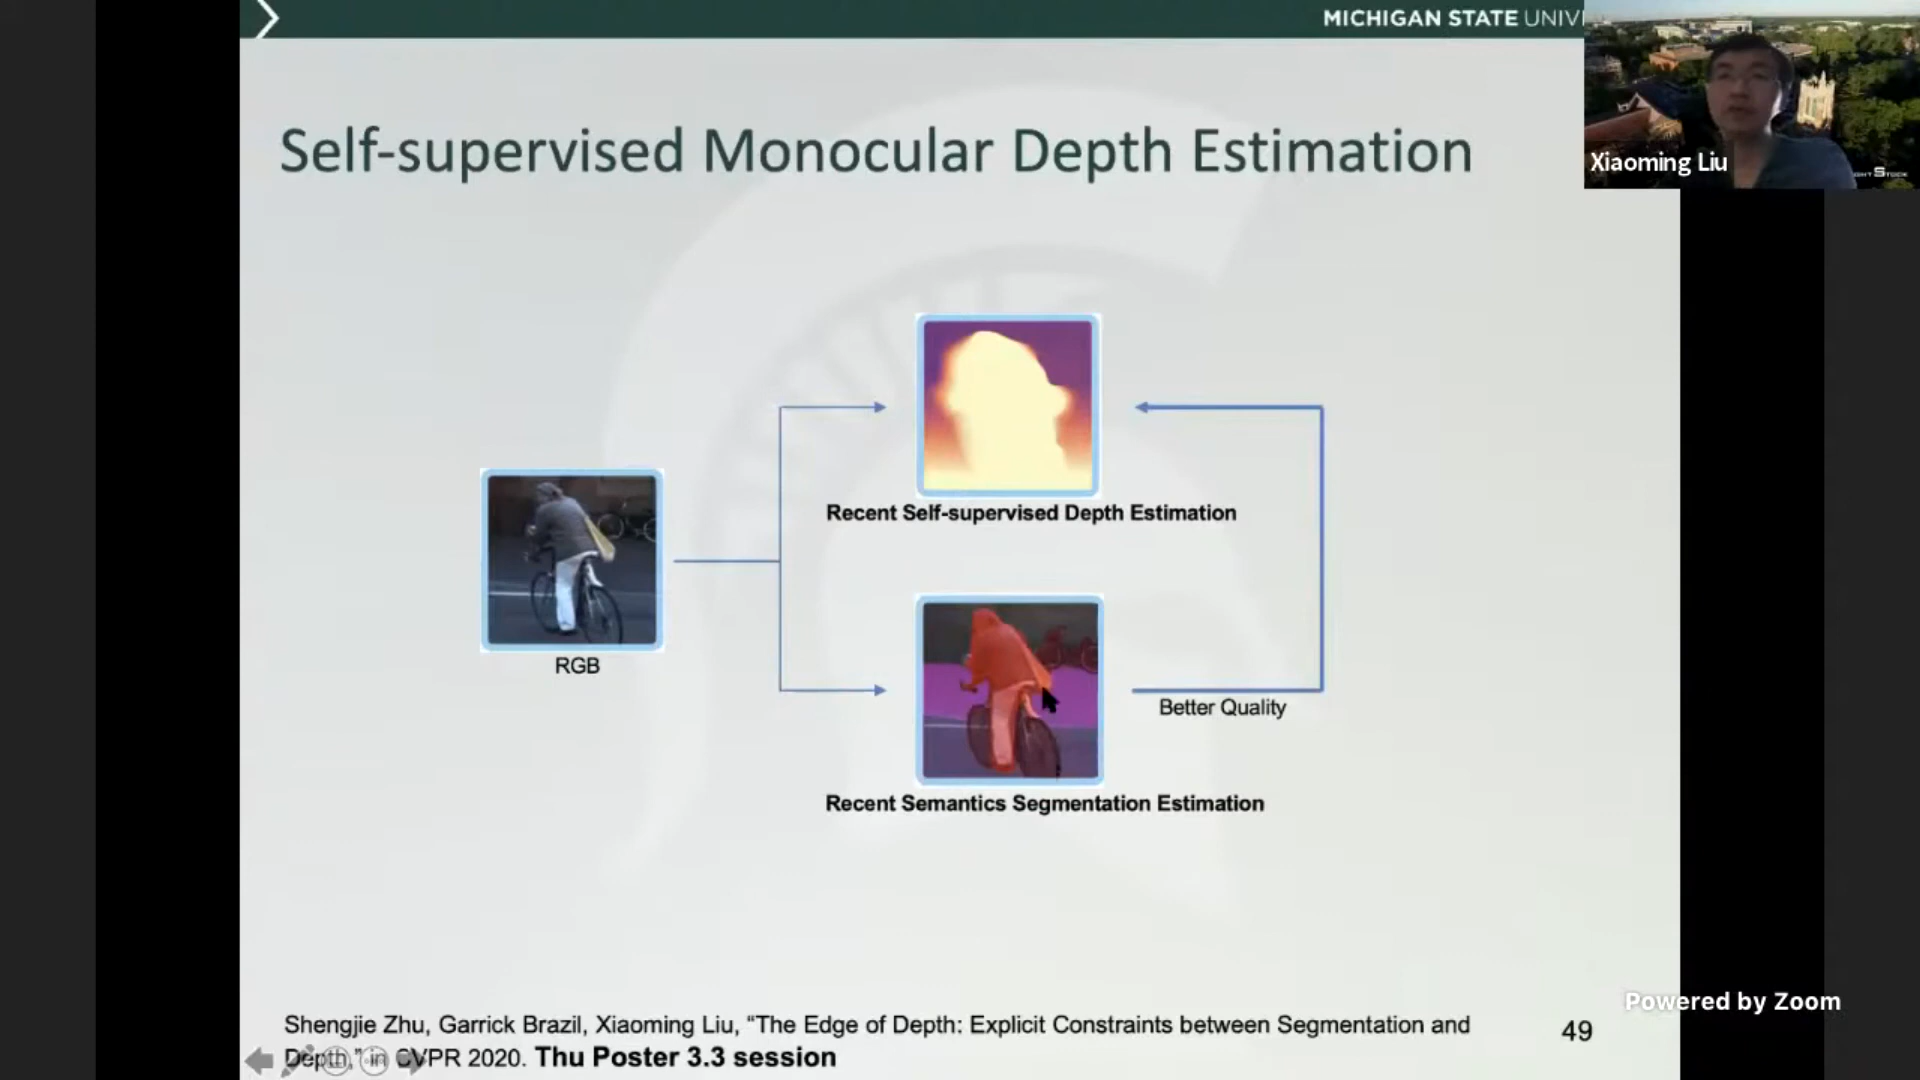 MICHIGAN STATE UNIV
Self-supervised Monocular Depth Estimation
Xiaoming Liu
Recent Self-supervised Depth Estimation
RGB
Better Quality
Recent Semantics Segmentation Estimation
Powered by Zoom
Shengjie Zhu, Garrick Brazil, Xiaoming Liu, “The Edge of Depth: Explicit Constraints between Segmentation and
Depth,” in CVPR 2020. Thu Poster 3.3 session
49